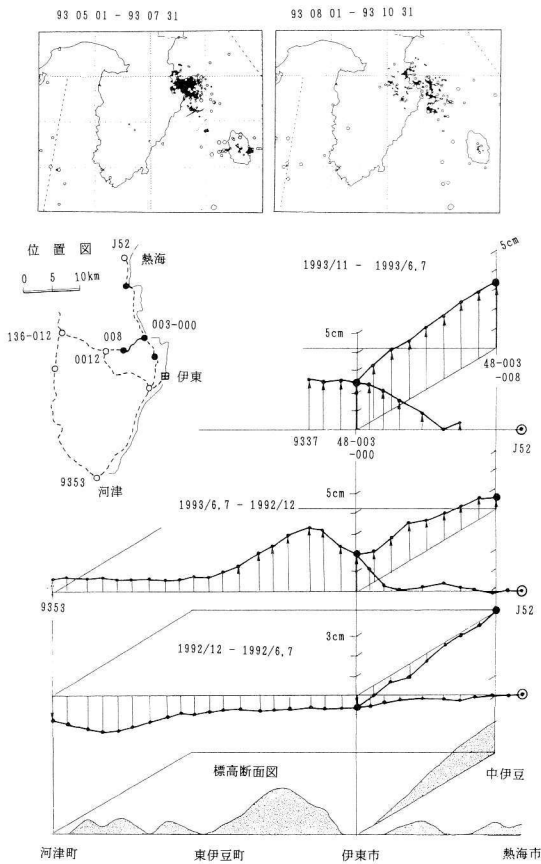 93 05 01 - 93 07 31
93 08 01 - 93 10 31
位置図
0 5 10km
J52
熱海
136-012
008
003-000
0012
伊東
9353
河津
5cm
1993/11 - 1993/6,7
5cm
48-003
-008
9337
48-003
-000
J52
1993/6,7 - 1992/12
5cm
9353
J52
3cm
1992/12 - 1992/6,7
標高断面図
中伊豆
河津町
東伊豆町
伊東市
熱海市